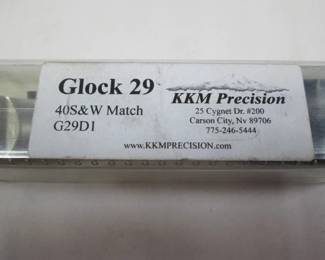 Glock 29
40S&W Match
G29D1
KKM Precision
25 Cygnet Dr. #200
Carson City, Nv 89706
775-246-5444
www.KKMPRECISION.com